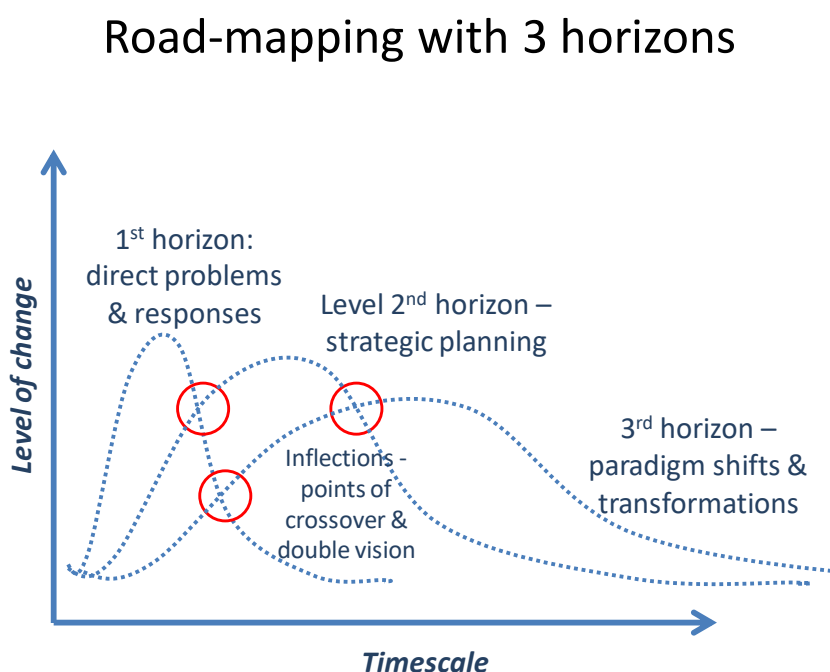 Road-mapping with 3 horizons
1st horizon:
direct problems
& responses
Level 2nd horizon –
strategic planning
Level of change
3rd horizon –
paradigm shifts &
transformations
Inflections -
points of
crossover &
double vision
Timescale